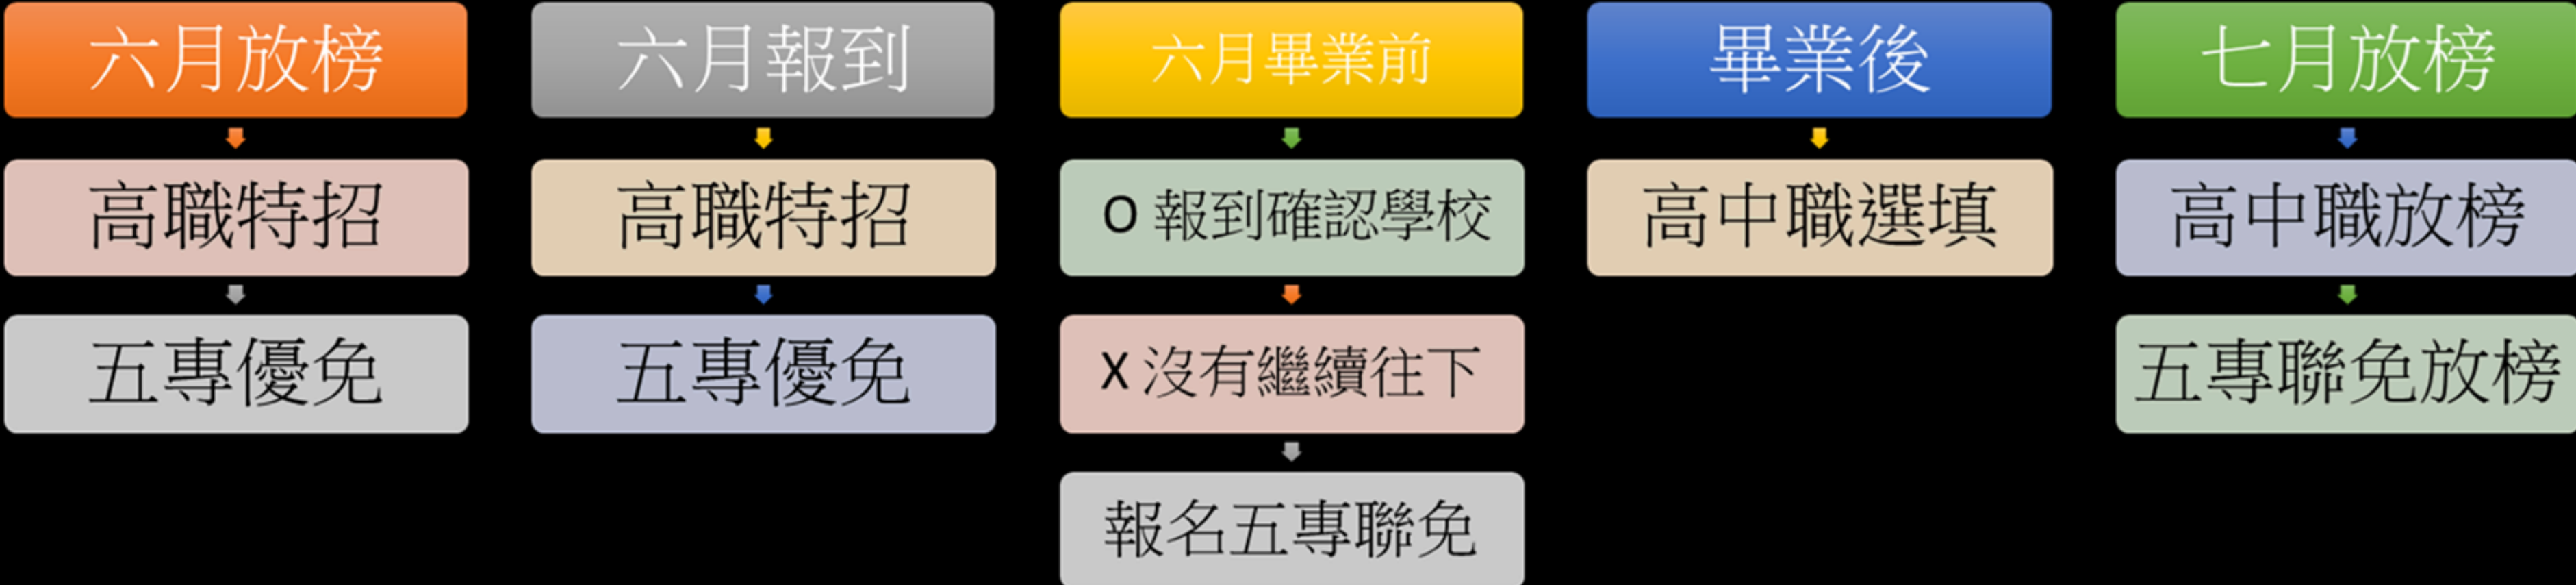 六月放榜
高職特招
五專優免
六月報到
高職特招
五專優免
六月畢業前
O 報到確認學校
X 沒有繼續往下
報名五專聯免
畢業後
高中職選填
七月放榜
高中職放榜
五專聯免放榜